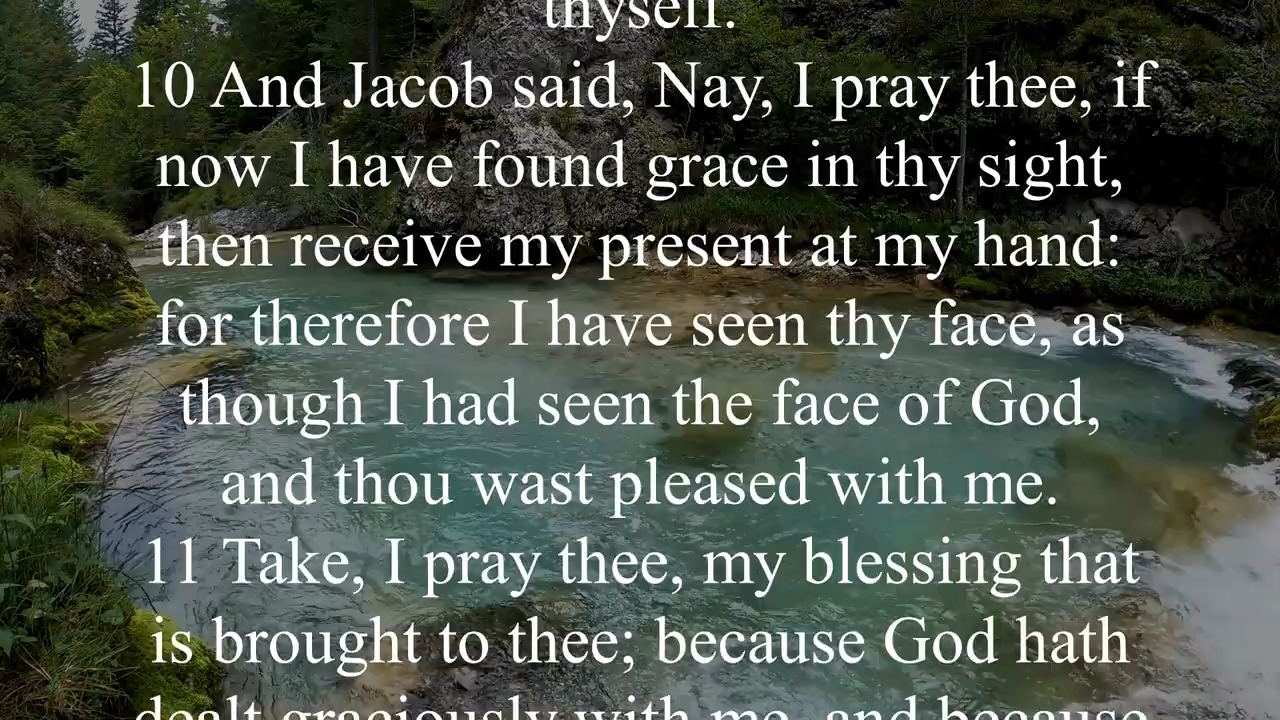 thyself.
10 And Jacob said, Nay, I pray thee, if
now I have found grace in thy sight,
then receive my present at my hand:
for therefore I have seen thy face, as
though I had seen the face of God,
and thou wast pleased with me.
11 Take, I pray thee, my blessing that
is brought to thee; because God hath
dealt graciously with me, and because